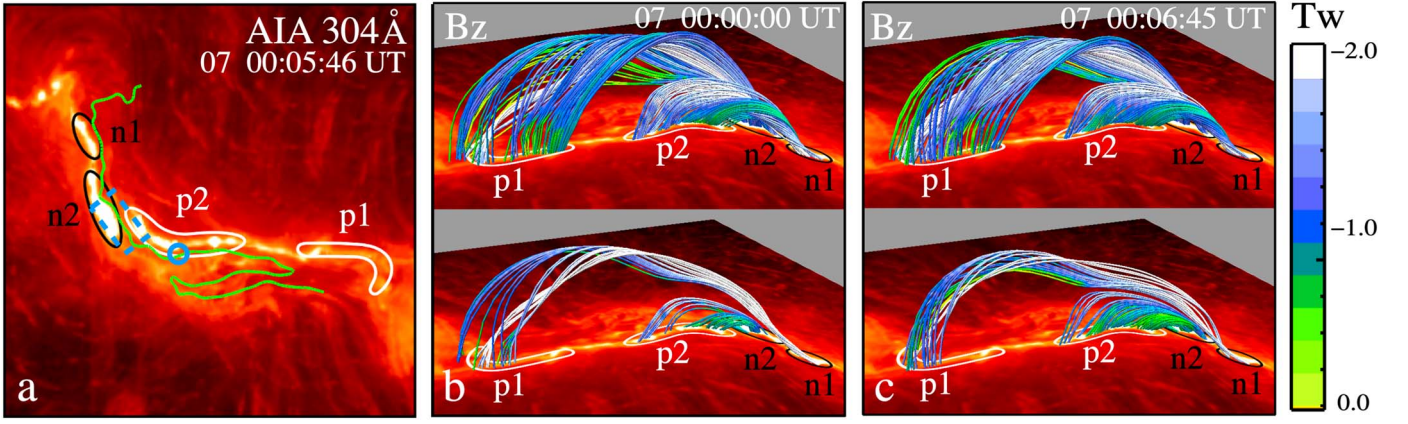 AIA 304Å
07 00:05:46 UT
n1
n2
p2
p1
a
Bz
07 00:00:00 UT
p1
p2
n2
n1
p1
p2
n2
n1
b
Bz
07 00:06:45 UT
p1
p2
n2
n1
p1
p2
n2
n1
c
Tw
-2.0
-1.0
0.0